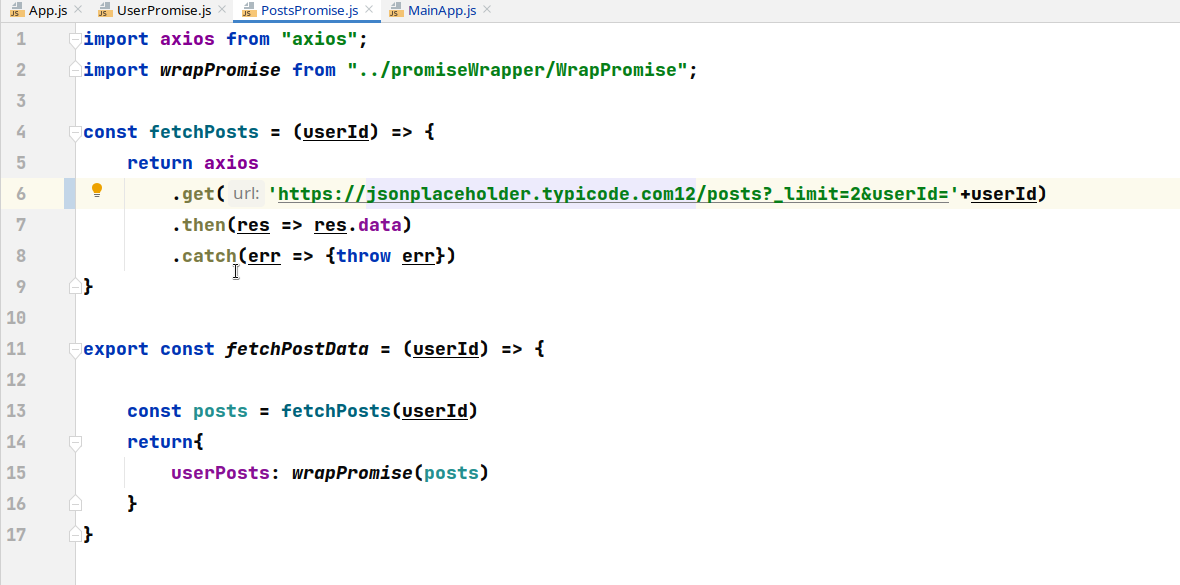 App.js UserPromise.js PostsPromise.js MainApp.js
1 import axios from "axios";
2 import wrapPromise from "../promiseWrapper/WrapPromise";
3
4 const fetchPosts = (userId) => {
5 return axios
6 .get( url: 'https://jsonplaceholder.typicode.com12/posts?_limit=2&userId='+userId)
7 .then(res => res.data)
8 .catch(err => {throw err})
9 }
10
11 export const fetchPostData = (userId) => {
12
13 const posts = fetchPosts(userId)
14 return{
15 userPosts: wrapPromise(posts)
16 }
17 }